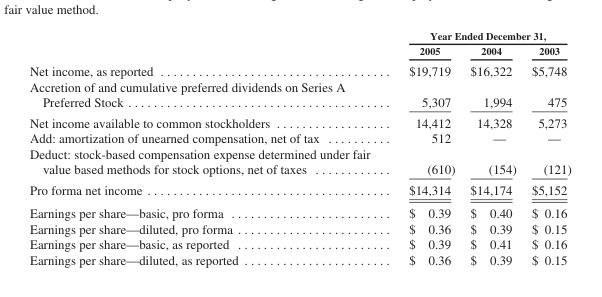 fair value method.
Year Ended December 31,
2005 2004 2003
Net income, as reported .................................... $19,719 $16,322 $5,748
Accretion of and cumulative preferred dividends on Series A
Preferred Stock ......................................... 5,307 1,994 475
Net income available to common stockholders .................. 14,412 14,328 5,273
Add: amortization of unearned compensation, net of tax .......... 512 — —
Deduct: stock-based compensation expense determined under fair
value based methods for stock options, net of taxes ............. (610) (154) (121)
Pro forma net income ...................................... $14,314 $14,174 $5,152
Earnings per share—basic, pro forma ......................... $ 0.39 $ 0.40 $ 0.16
Earnings per share—diluted, pro forma ........................ $ 0.36 $ 0.39 $ 0.15
Earnings per share—basic, as reported ........................ $ 0.39 $ 0.41 $ 0.16
Earnings per share—diluted, as reported ....................... $ 0.36 $ 0.39 $ 0.15